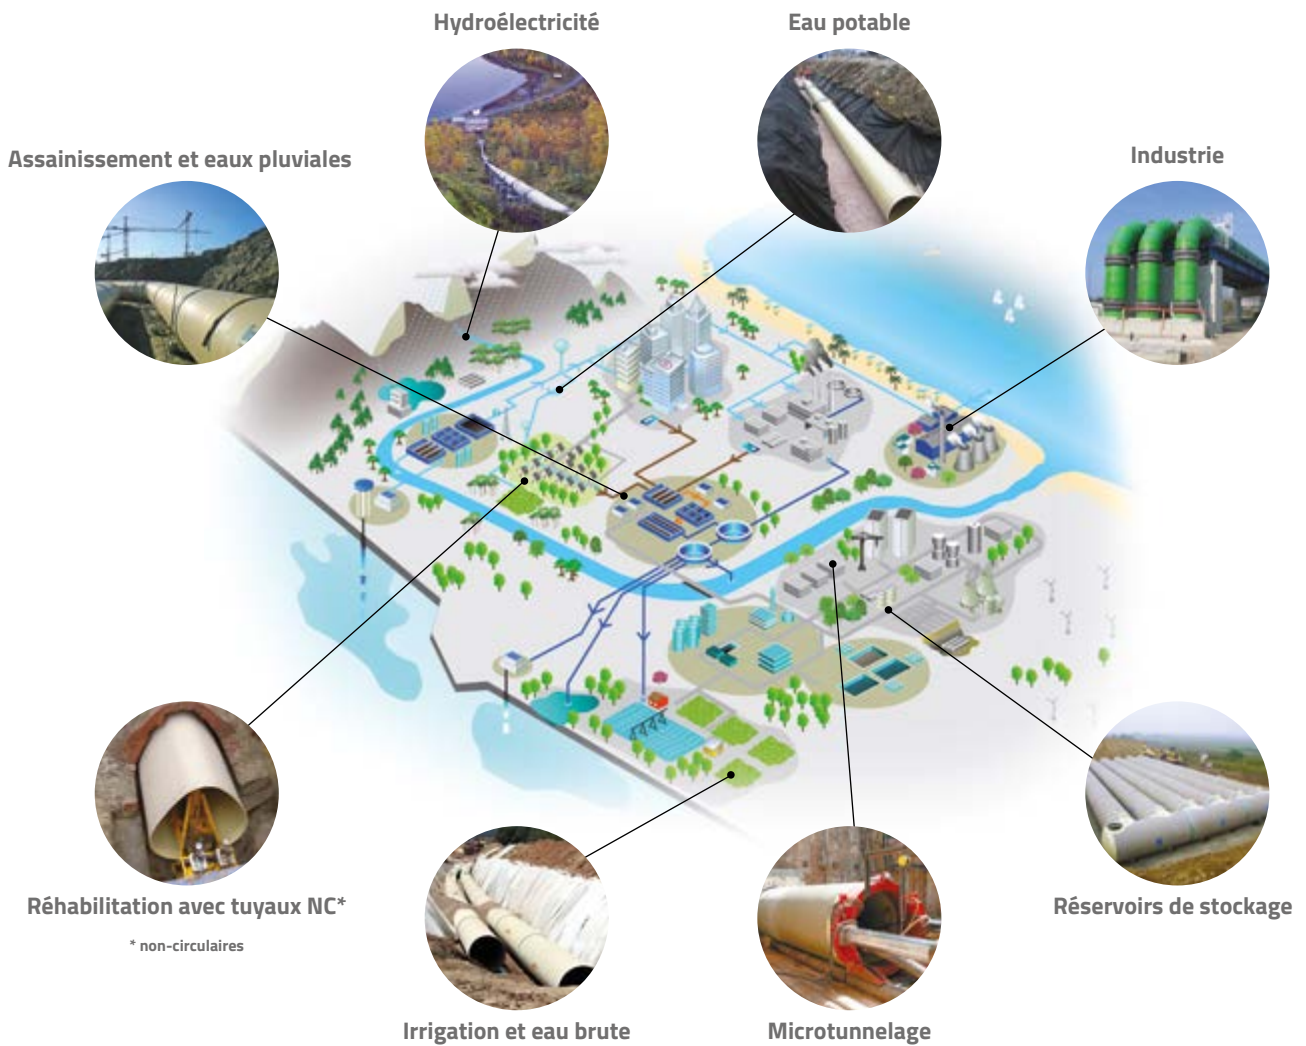 Hydroélectricité
Eau potable
Assainissement et eaux pluviales
Industrie
Réhabilitation avec tuyaux NC*
* non-circulaires
Réservoirs de stockage
Irrigation et eau brute
Microtunnelage